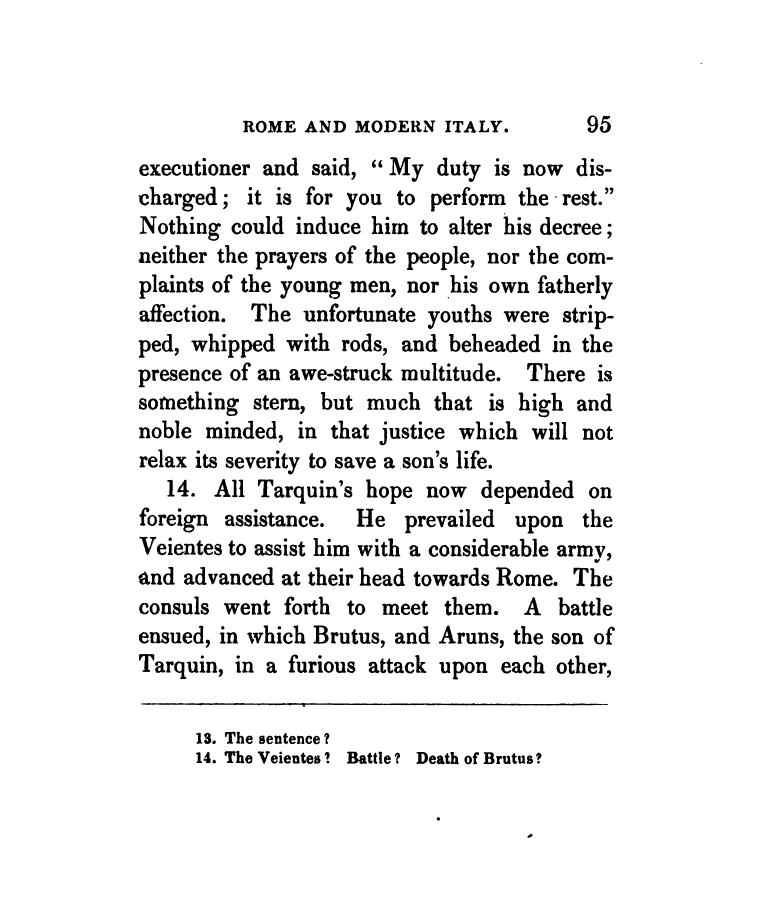 ROME AND MODERN ITALY. 95
executioner and said, “ My duty is now dis-
charged ; it is for you to perform the rest.”
Nothing could induce him to alter his decree ;
neither the prayers of the people, nor the com-
plaints of the young men, nor his own fatherly
affection. The unfortunate youths were strip-
ped, whipped with rods, and beheaded in the
presence of an awe-struck multitude. There is
something stern, but much that is high and
noble minded, in that justice which will not
relax its severity to save a son’s life.
14. All Tarquin’s hope now depended on
foreign assistance. He prevailed upon the
Veientes to assist him with a considerable army,
and advanced at their head towards Rome. The
consuls went forth to meet them. A battle
ensued, in which Brutus, and Aruns, the son of
Tarquin, in a furious attack upon each other,
13. The sentence ?
14. The Veientes ? Battle ? Death of Brutus ?